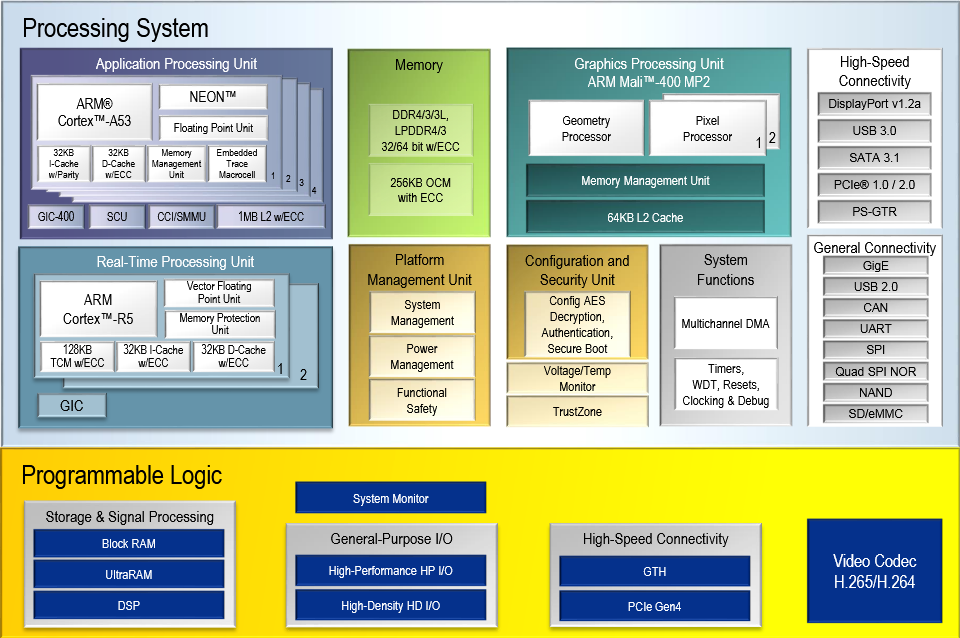 Processing System
Application Processing Unit
ARM®
Cortex™-A53
NEON™
Floating Point Unit
32KB
I-Cache
w/Parity
32KB
D-Cache
w/ECC
Memory
Management
Unit
Embedded
Trace
Macrocell
1
2
3
4
GIC-400
SCU
CCI/SMMU
1MB L2 w/ECC
Memory
DDR4/3/3L,
LPDDR4/3
32/64 bit w/ECC
256KB OCM
with ECC
Graphics Processing Unit
ARM Mali™-400 MP2
Geometry
Processor
Pixel
Processor
1
2
Memory Management Unit
64KB L2 Cache
High-Speed
Connectivity
DisplayPort v1.2a
USB 3.0
SATA 3.1
PCIe® 1.0 / 2.0
PS-GTR
Real-Time Processing Unit
ARM
Cortex™-R5
Vector Floating
Point Unit
Memory Protection
Unit
128KB
TCM w/ECC
32KB I-Cache
w/ECC
32KB D-Cache
w/ECC
1
2
GIC
Platform
Management Unit
System
Management
Power
Management
Functional
Safety
Configuration and
Security Unit
Config AES
Decryption,
Authentication,
Secure Boot
Voltage/Temp
Monitor
TrustZone
System
Functions
Multichannel DMA
Timers,
WDT, Resets,
Clocking & Debug
General Connectivity
GigE
USB 2.0
CAN
UART
SPI
Quad SPI NOR
NAND
SD/eMMC
Programmable Logic
Storage & Signal Processing
Block RAM
UltraRAM
DSP
System Monitor
General-Purpose I/O
High-Performance HP I/O
High-Density HD I/O
High-Speed Connectivity
GTH
PCIe Gen4
Video Codec
H.265/H.264